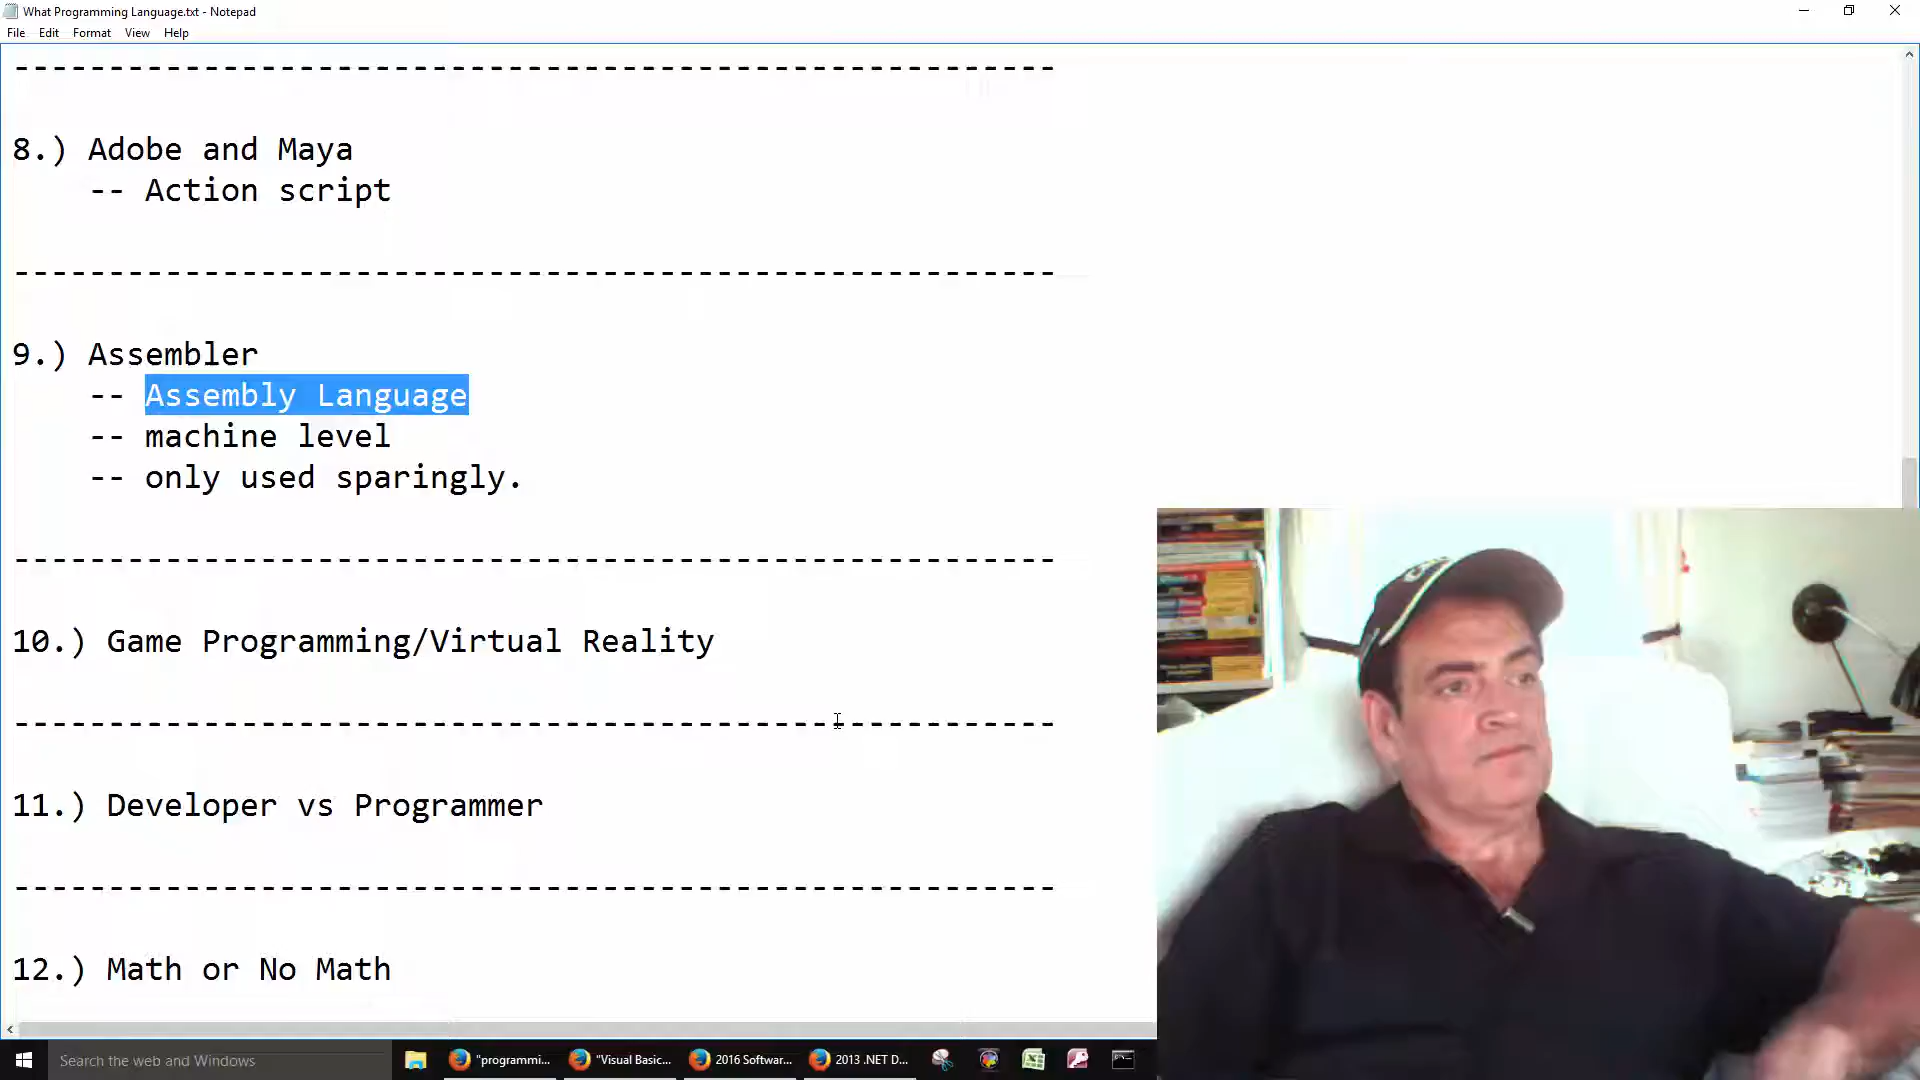 What Programming Language.txt - Notepad
File Edit Format View Help
-------------------------------------------------------
8.) Adobe and Maya
-- Action script
-------------------------------------------------------
9.) Assembler
-- Assembly Language
-- machine level
-- only used sparingly.
-------------------------------------------------------
10.) Game Programming/Virtual Reality
-------------------------------------------------------
11.) Developer vs Programmer
-------------------------------------------------------
12.) Math or No Math
Search the web and Windows
"programmi...
"Visual Basic...
2016 Softwar...
2013 .NET D...